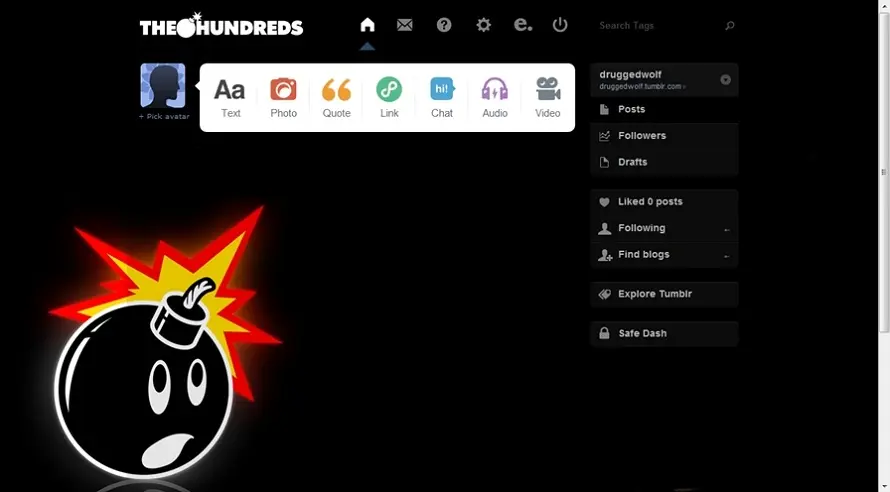 THE HUNDREDS
e.
Search Tags
+ Pick avatar
Aa
Text
Photo
Quote
Link
hi!
Chat
Audio
Video
druggedwolf
druggedwolf.tumblr.com
Posts
Followers
Drafts
Liked 0 posts
Following
Find blogs
Explore Tumblr
Safe Dash